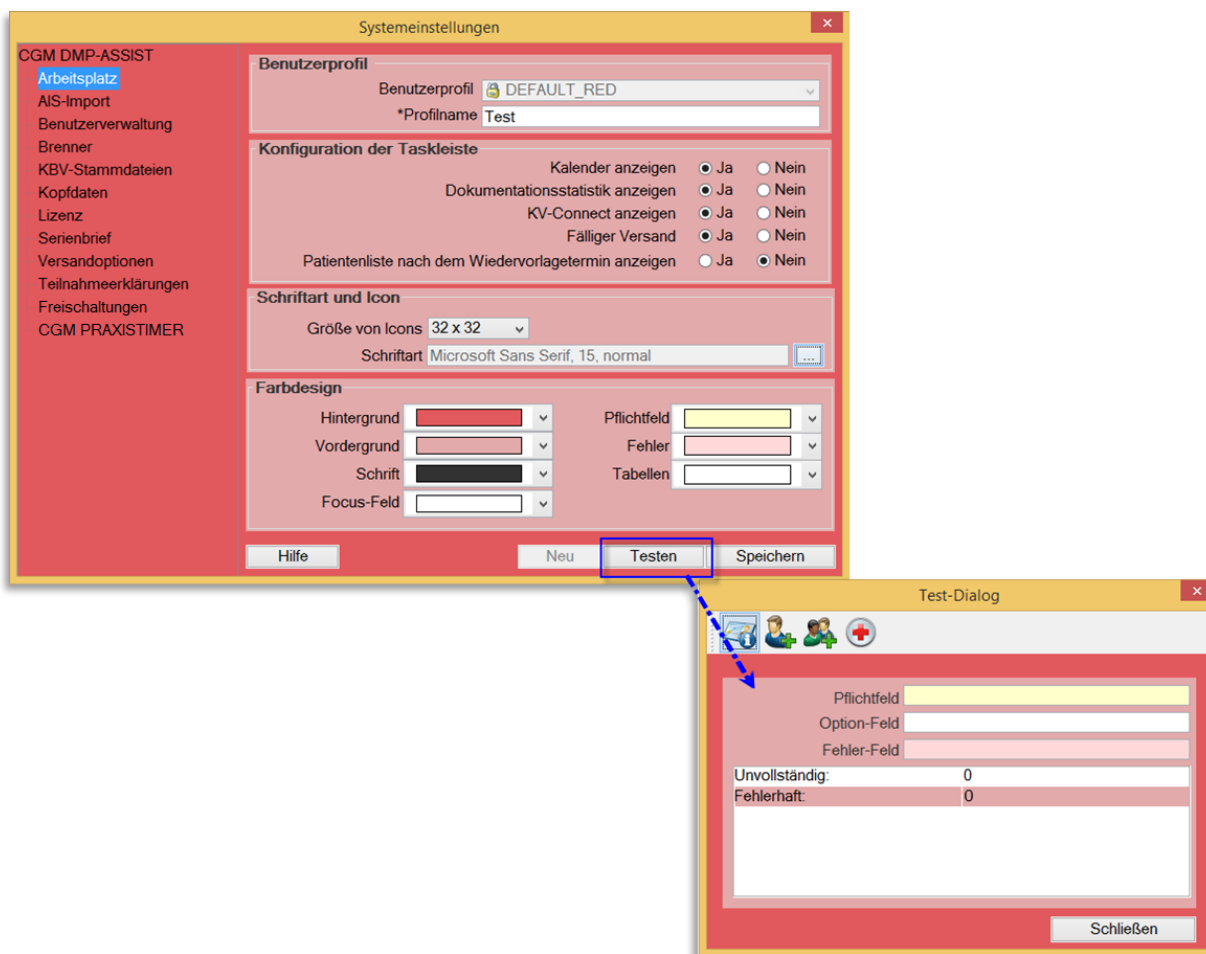 Systemeinstellungen
CGM DMP-ASSIST
Arbeitsplatz
AIS-Import
Benutzerverwaltung
Brenner
KBV-Stammdateien
Kopfdaten
Lizenz
Serienbrief
Versandoptionen
Teilnahmeerklärungen
Freischaltungen
CGM PRAXISTIMER
Benutzerprofil
Benutzerprofil DEFAULT_RED
*Profilname Test
Konfiguration der Taskleiste
Kalender anzeigen Ja Nein
Dokumentationsstatistik anzeigen Ja Nein
KV-Connect anzeigen Ja Nein
Fälliger Versand Ja Nein
Patientenliste nach dem Wiedervorlagetermin anzeigen Ja Nein
Schriftart und Icon
Größe von Icons 32 x 32
Schriftart Microsoft Sans Serif, 15, normal ...
Farbdesign
Hintergrund Pflichtfeld
Vordergrund Fehler
Schrift Tabellen
Focus-Feld
Hilfe Neu Testen Speichern
Test-Dialog
Pflichtfeld
Option-Feld
Fehler-Feld
Unvollständig: 0
Fehlerhaft: 0
Schließen